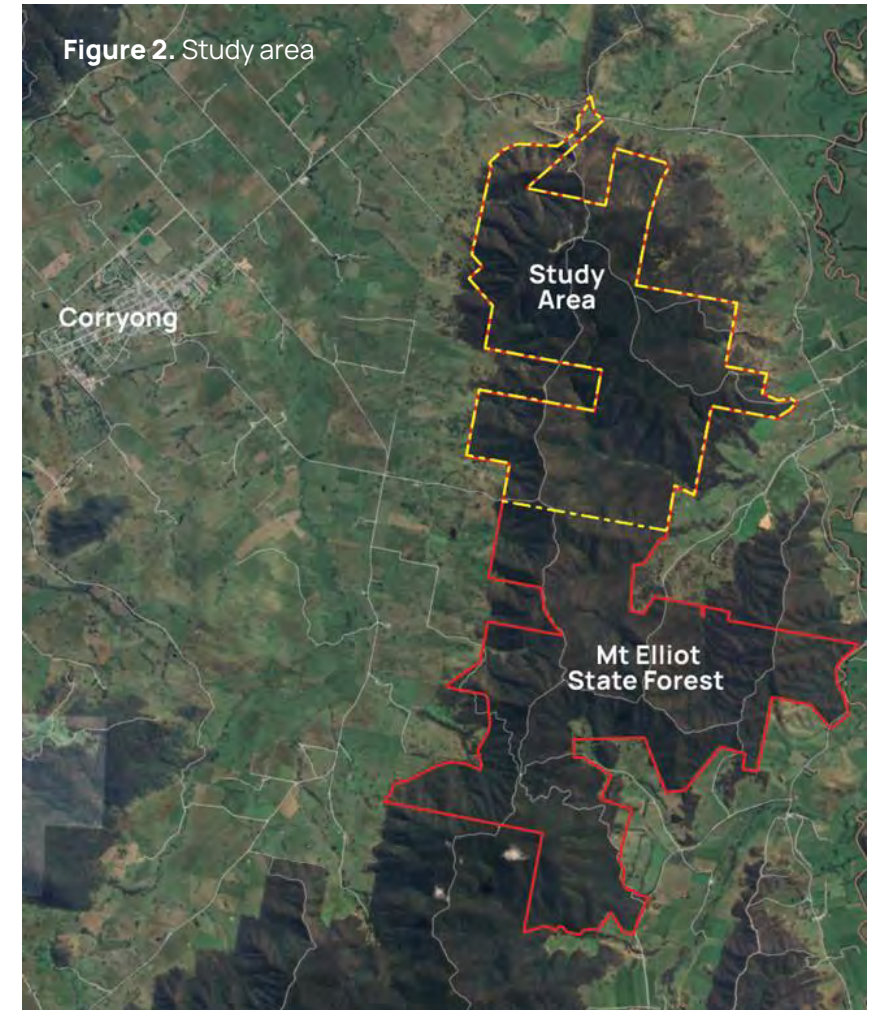 Figure 2. Study area
Study
Area
Corryong
Mt Elliot
State Forest